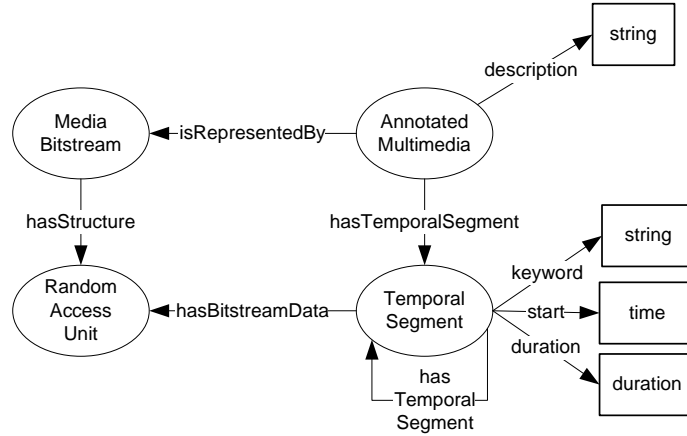 string
description
Media
Bitstream
isRepresentedBy
Annotated
Multimedia
hasStructure
hasTemporalSegment
string
keyword
Random
Access
Unit
hasBitstreamData
Temporal
Segment
start
time
duration
duration
has
Temporal
Segment